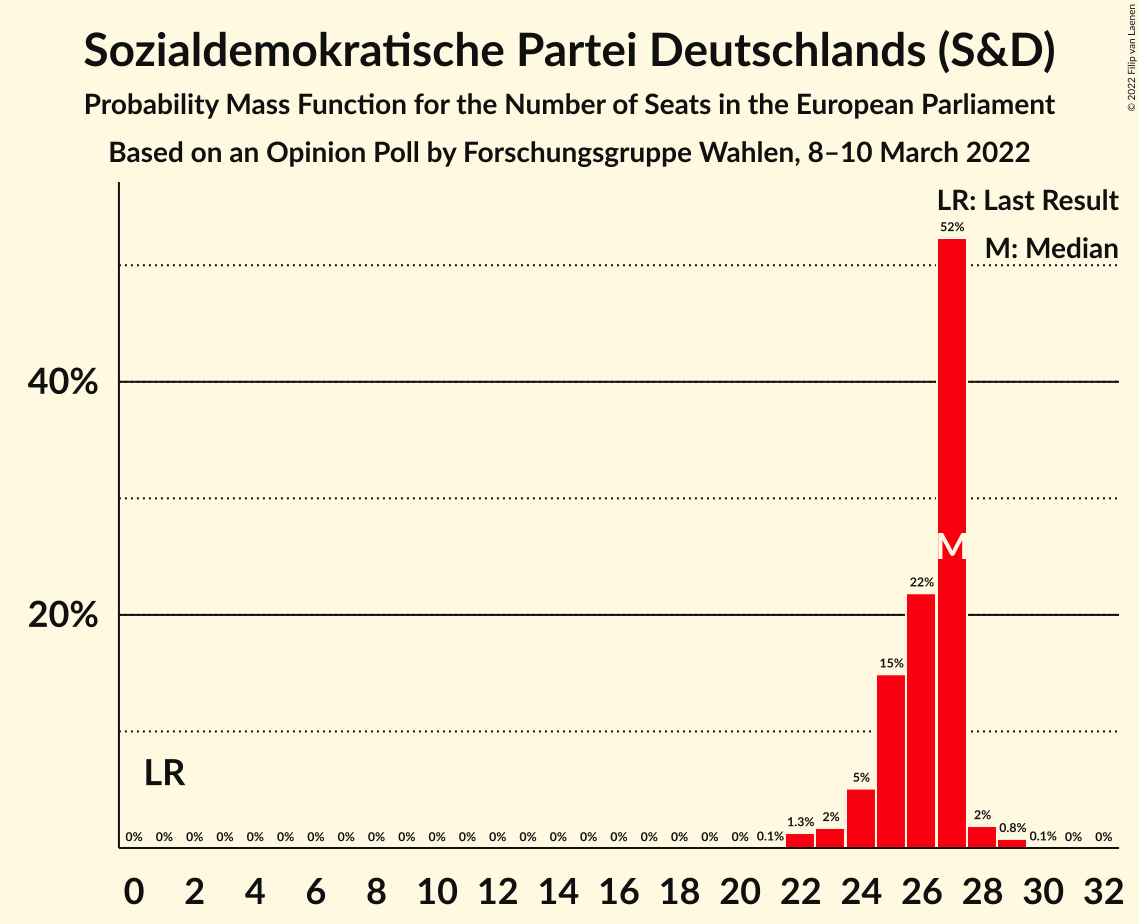 Sozialdemokratische Partei Deutschlands (S&D)
Probability Mass Function for the Number of Seats in the European Parliament
Based on an Opinion Poll by Forschungsgruppe Wahlen, 8–10 March 2022
© 2022 Filip van Laenen
LR: Last Result
M: Median
52%
40%
M
22%
20%
15%
LR
5%
0% 0% 0% 0% 0% 0% 0% 0% 0% 0% 0% 0% 0% 0% 0% 0% 0% 0% 0% 0% 0% 0.1% 1.3% 2% 2% 0.8% 0.1% 0% 0%
0 2 4 6 8 10 12 14 16 18 20 22 24 26 28 30 32